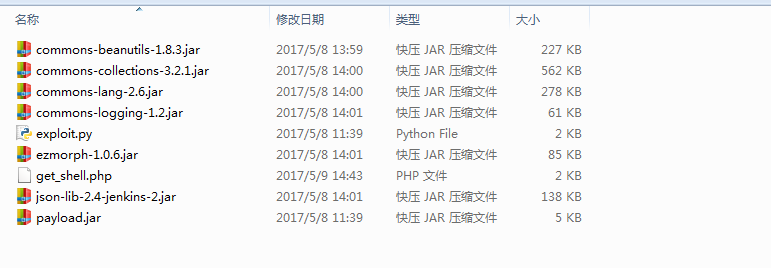 名称 修改日期 类型 大小
commons-beanutils-1.8.3.jar 2017/5/8 13:59 快压 JAR 压缩文件 227 KB
commons-collections-3.2.1.jar 2017/5/8 14:00 快压 JAR 压缩文件 562 KB
commons-lang-2.6.jar 2017/5/8 14:00 快压 JAR 压缩文件 278 KB
commons-logging-1.2.jar 2017/5/8 14:01 快压 JAR 压缩文件 61 KB
exploit.py 2017/5/8 11:39 Python File 2 KB
ezmorph-1.0.6.jar 2017/5/8 14:01 快压 JAR 压缩文件 85 KB
get_shell.php 2017/5/9 14:43 PHP 文件 2 KB
json-lib-2.4-jenkins-2.jar 2017/5/8 14:01 快压 JAR 压缩文件 138 KB
payload.jar 2017/5/8 11:39 快压 JAR 压缩文件 5 KB